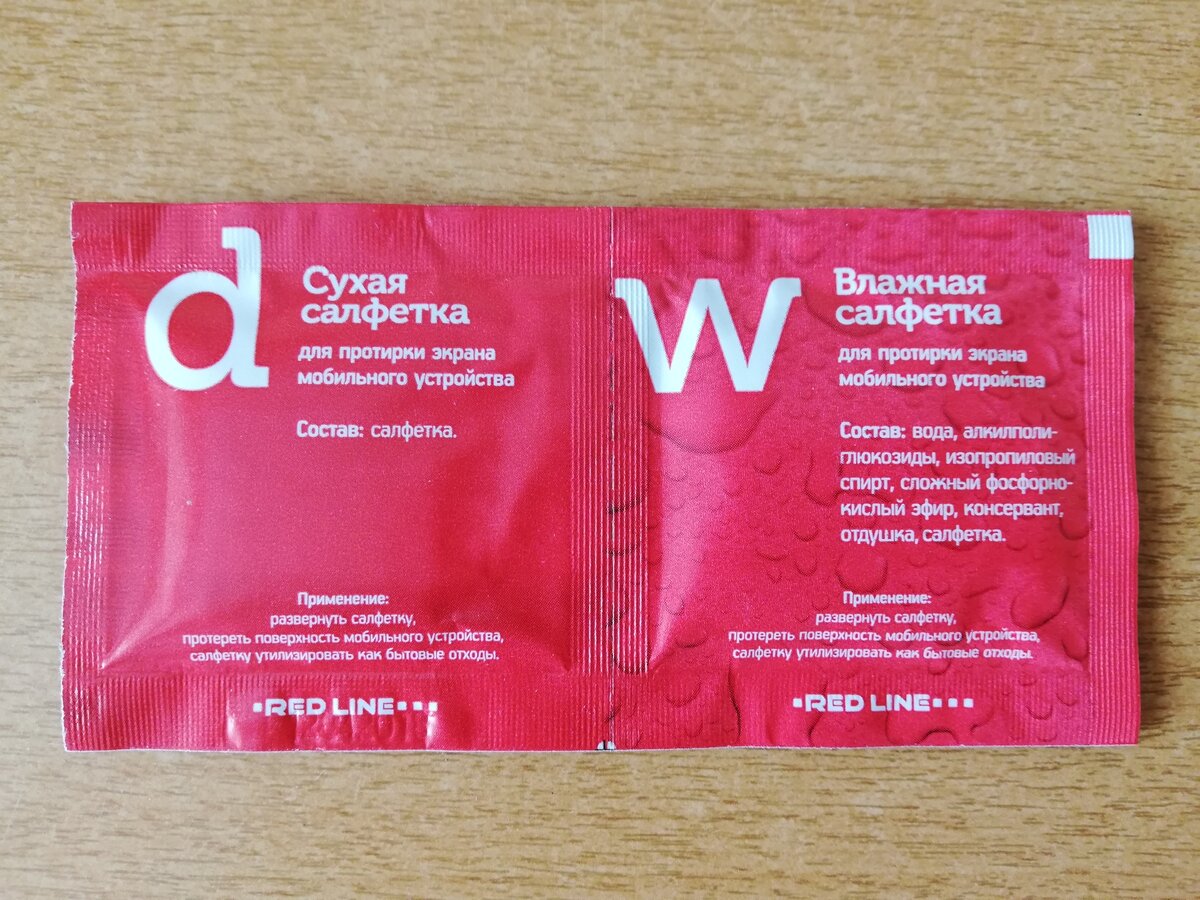 d
Сухая
салфетка
для протирки экрана
мобильного устройства
Состав: салфетка.
Применение:
развернуть салфетку,
протереть поверхность мобильного устройства,
салфетку утилизировать как бытовые отходы.
RED LINE
w
Влажная
салфетка
для протирки экрана
мобильного устройства
Состав: вода, алкилполи-
глюкозиды, изопропиловый
спирт, сложный фосфорно-
кислый эфир, консервант,
отдушка, салфетка.
Применение:
развернуть салфетку,
протереть поверхность мобильного устройства,
салфетку утилизировать как бытовые отходы.
RED LINE